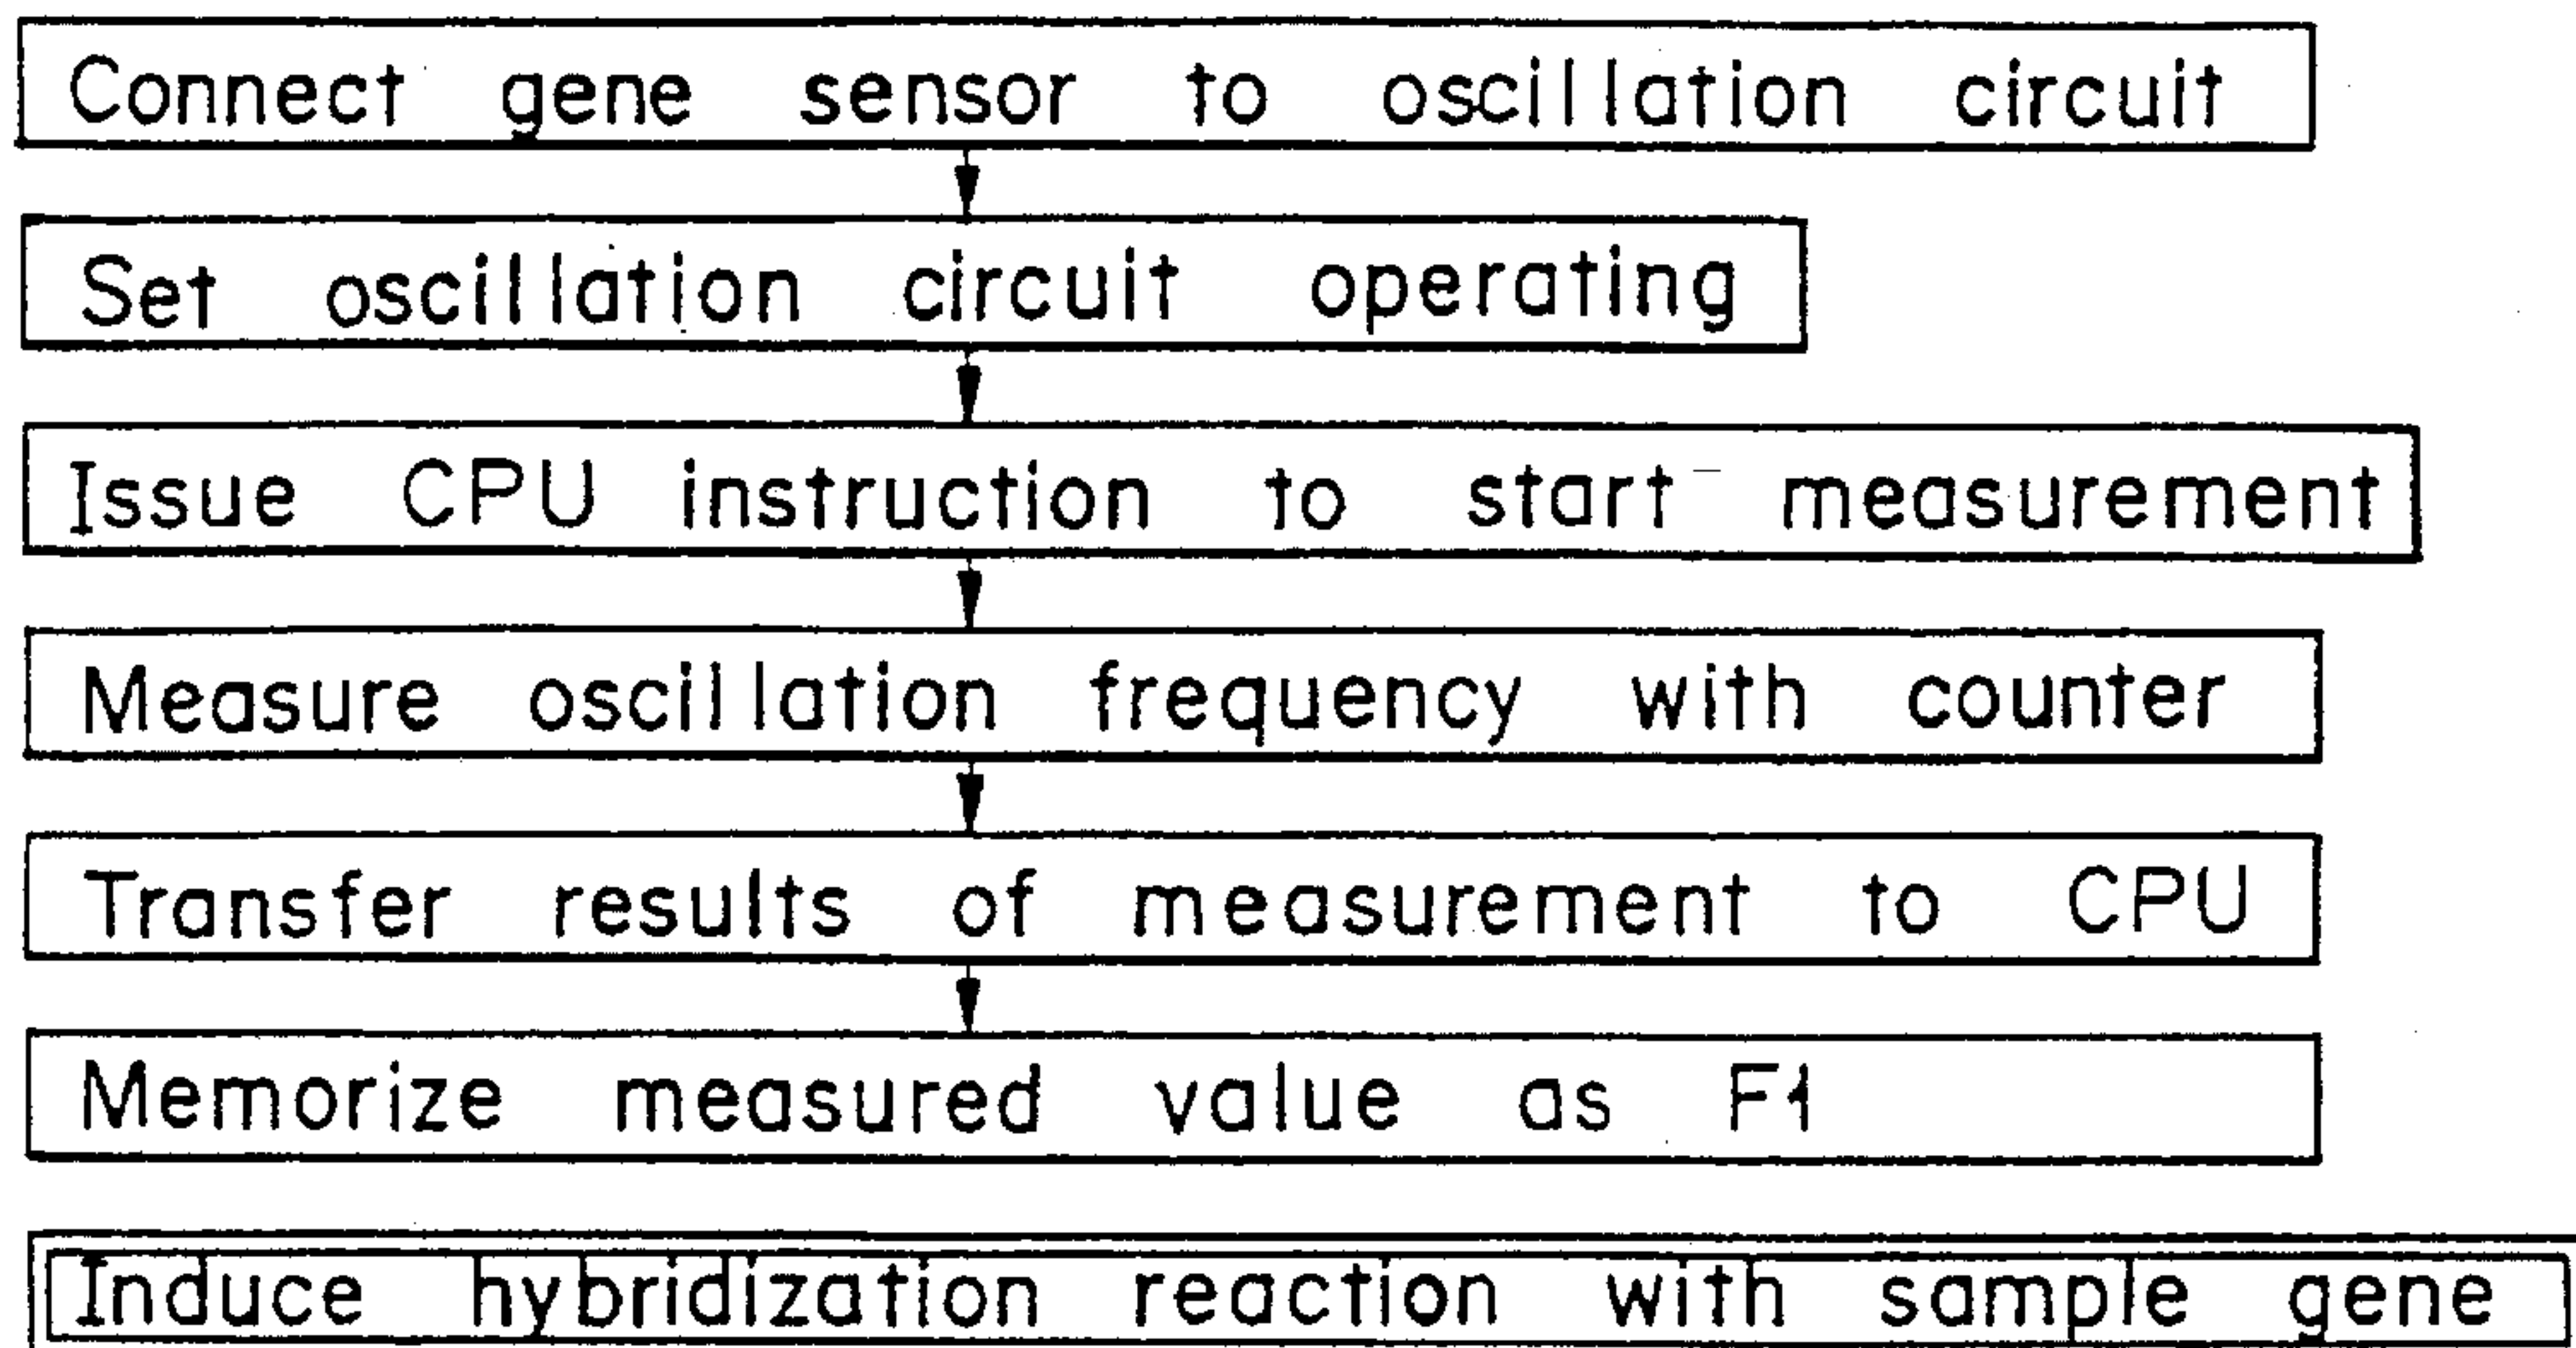 Connect gene sensor to oscillation circuit
Set oscillation circuit operating
Issue CPU instruction to start measurement
Measure oscillation frequency with counter
Transfer results of measurement to CPU
Memorize measured value as F1
Induce hybridization reaction with sample gene